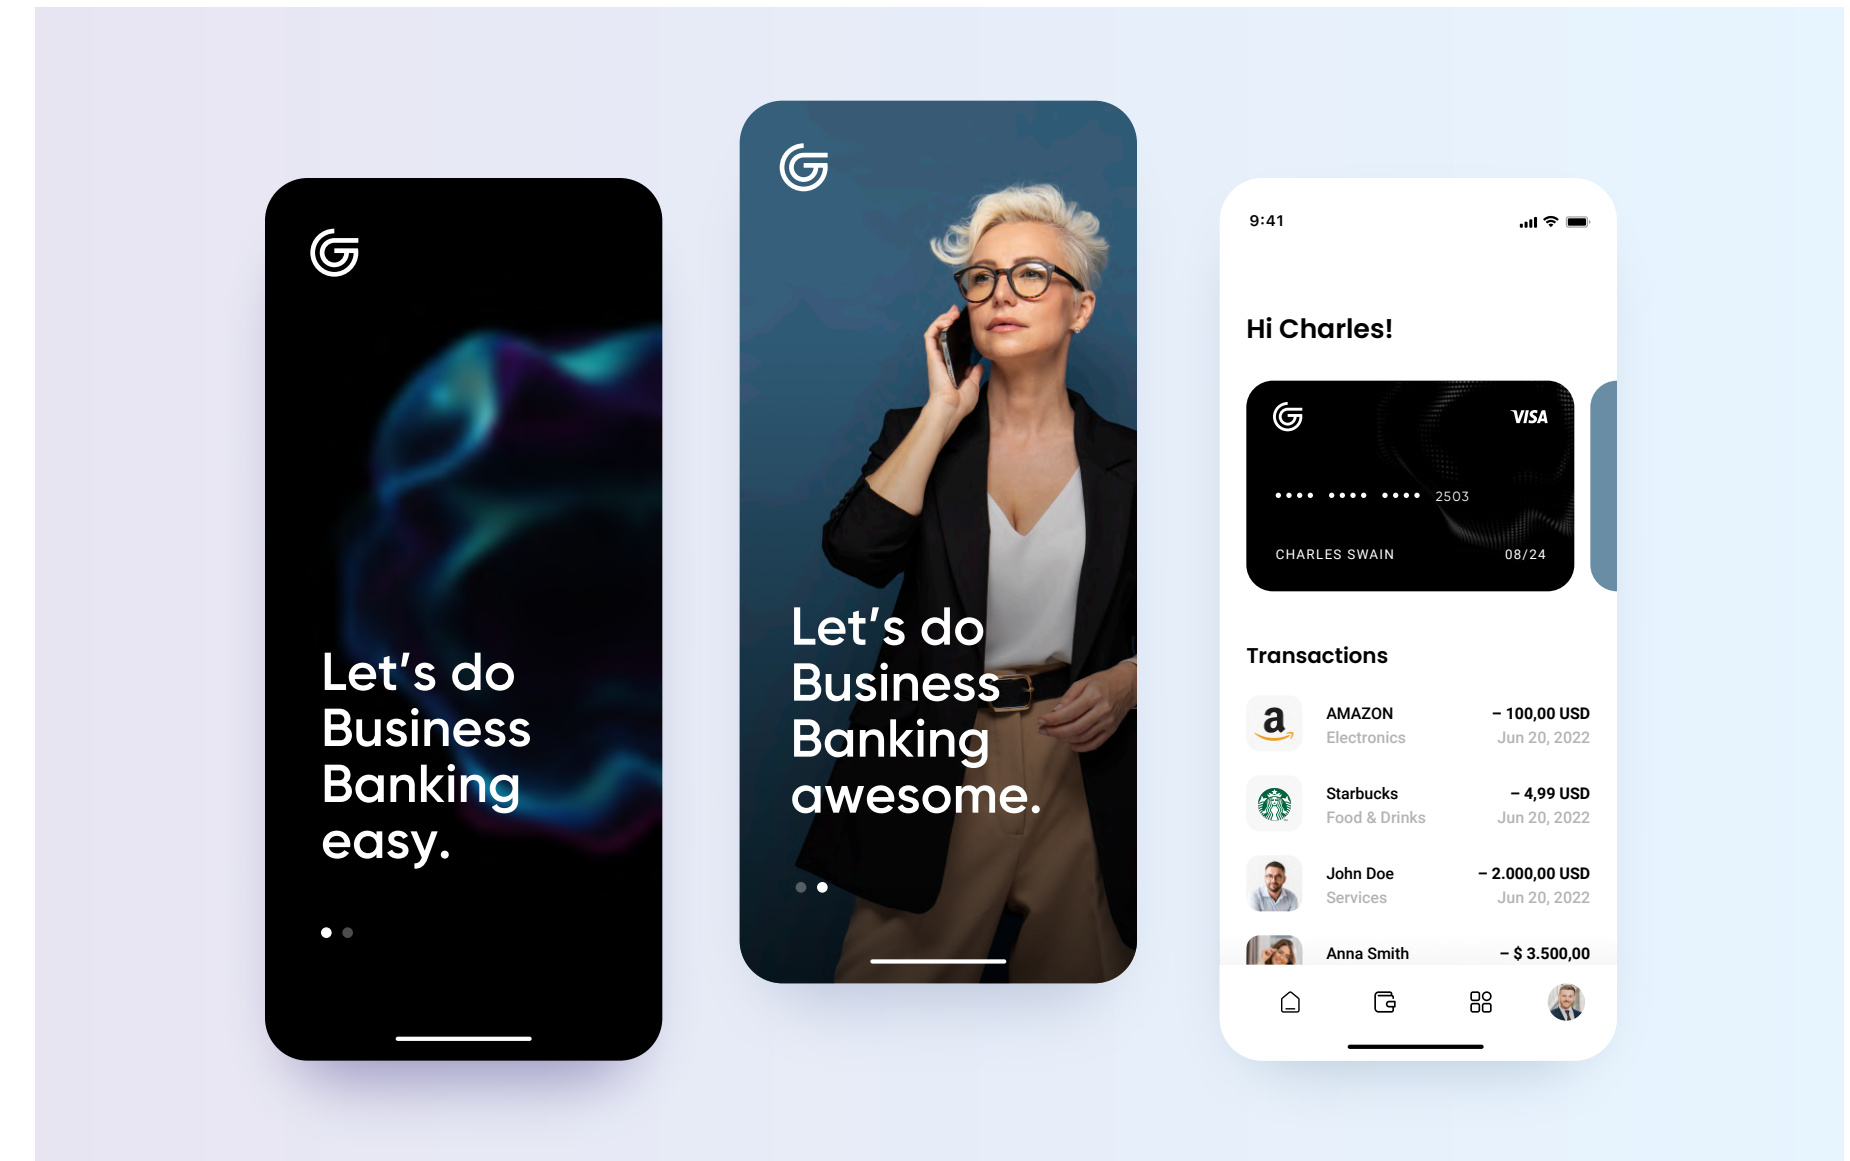 Let's do
Business
Banking
easy.
Let's do
Business
Banking
awesome.
9:41
Hi Charles!
VISA
•••• •••• •••• 2503
CHARLES SWAIN 08/24
Transactions
AMAZON – 100,00 USD
Electronics Jun 20, 2022
Starbucks – 4,99 USD
Food & Drinks Jun 20, 2022
John Doe – 2.000,00 USD
Services Jun 20, 2022
Anna Smith – $ 3.500,00